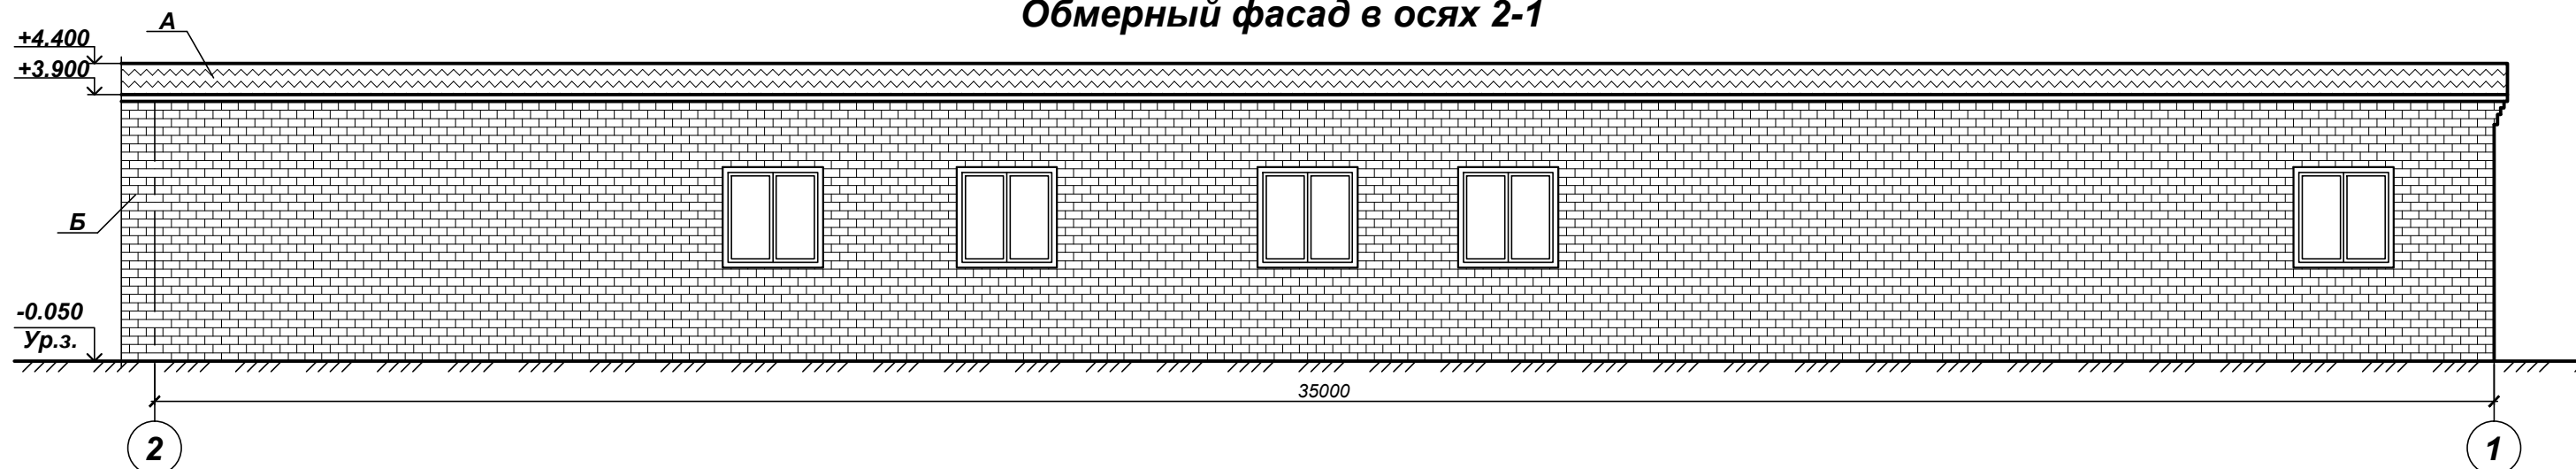 Обмерный фасад в осях 2-1
А
+4.400
+3.900
Б
-0.050
Ур.з.
35000
2
1